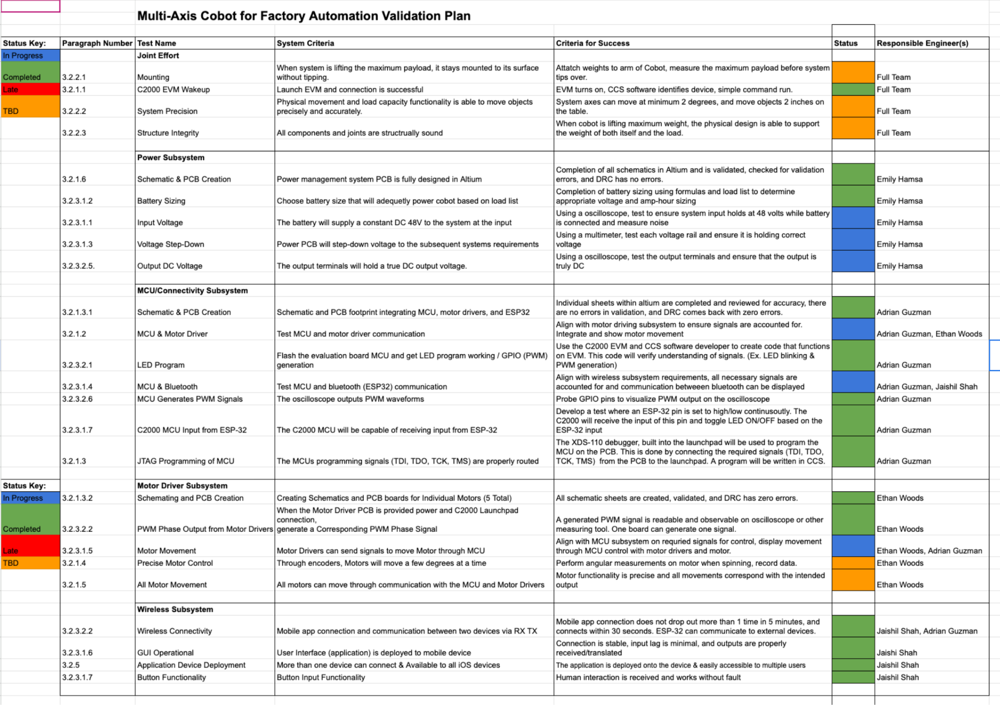 Multi-Axis Cobot for Factory Automation Validation Plan
Status Key: Paragraph Number Test Name System Criteria Criteria for Success Status Responsible Engineer(s)
In Progress Joint Effort
Completed 3.2.2.1 Mounting When system is lifting the maximum payload, it stays mounted to its surface
without tipping. Attatch weights to arm of Cobot, measure the maximum payload before system
tips over. Full Team
Late 3.2.1.1 C2000 EVM Wakeup Launch EVM and connection is successful EVM turns on, CCS software identifies device, simple command run. Full Team
TBD 3.2.2.2 System Precision Physical movement and load capacity functionality is able to move objects
precisely and accurately. System axes can move at minimum 2 degrees, and move objects 2 inches on
the table. Full Team
3.2.2.3 Structure Integrity All components and joints are structrually sound When cobot is lifting maximum weight, the physical design is able to support
the weight of both itself and the load. Full Team
Power Subsystem
3.2.1.6 Schematic & PCB Creation Power management system PCB is fully designed in Altium Completion of all schematics in Altium and is validated, checked for validation
errors, and DRC has no errors. Emily Hamsa
3.2.3.1.2 Battery Sizing Choose battery size that will adequetly power cobot based on load list Completion of battery sizing using formulas and load list to determine
appropriate voltage and amp-hour sizing Emily Hamsa
3.2.3.1.1 Input Voltage The battery will supply a constant DC 48V to the system at the input Using a oscilloscope, test to ensure system input holds at 48 volts while battery
is connected and measure noise Emily Hamsa
3.2.3.1.3 Voltage Step-Down Power PCB will step-down voltage to the subsequent systems requirements Using a multimeter, test each voltage rail and ensure it is holding correct
voltage Emily Hamsa
3.2.3.2.5. Output DC Voltage The output terminals will hold a true DC output voltage. Using a oscilloscope, test the output terminals and ensure that the output is
truly DC Emily Hamsa
MCU/Connectivity Subsystem
3.2.1.3.1 Schematic & PCB Creation Schematic and PCB footprint integrating MCU, motor drivers, and ESP32 Individual sheets within altium are completed and reviewed for accuracy, there
are no errors in validation, and DRC comes back with zero errors. Adrian Guzman
3.2.1.2 MCU & Motor Driver Test MCU and motor driver communication Align with motor driving subsystem to ensure signals are accounted for.
Integrate and show motor movement Adrian Guzman, Ethan Woods
3.2.3.2.1 LED Program Flash the evaluation board MCU and get LED program working / GPIO (PWM)
generation Use the C2000 EVM and CCS software developer to create code that functions
on EVM. This code will verify understanding of signals. (Ex. LED blinking &
PWM generation) Adrian Guzman
3.2.3.1.4 MCU & Bluetooth Test MCU and bluetooth (ESP32) communication Align with wireless subsystem requirements, all necessary signals are
accounted for and communication betweeen bluetooth can be displayed Adrian Guzman, Jaishil Shah
3.2.3.2.6 MCU Generates PWM Signals The oscilloscope outputs PWM waveforms Probe GPIO pins to visualize PWM output on the oscilloscope Adrian Guzman
3.2.3.1.7 C2000 MCU Input from ESP-32 The C2000 MCU will be capable of receiving input from ESP-32 Develop a test where an ESP-32 pin is set to high/low continusoutly. The
C2000 will receive the input of this pin and toggle LED ON/OFF based on the
ESP-32 input Adrian Guzman
3.2.1.3 JTAG Programming of MCU The MCUs programming signals (TDI, TDO, TCK, TMS) are properly routed The XDS-110 debugger, built into the launchpad will be used to program the
MCU on the PCB. This is done by connecting the required signals (TDI, TDO,
TCK, TMS) from the PCB to the launchpad. A program will be written in CCS. Adrian Guzman
Status Key: Motor Driver Subsystem
In Progress 3.2.1.3.2 Schemating and PCB Creation Creating Schematics and PCB boards for Individual Motors (5 Total) All schematic sheets are created, validated, and DRC has zero errors. Ethan Woods
Completed 3.2.3.2.2 PWM Phase Output from Motor Drivers When the Motor Driver PCB is provided power and C2000 Launchpad
connection,
generate a Corresponding PWM Phase Signal A generated PWM signal is readable and observable on oscilloscope or other
measuring tool. One board can generate one signal. Ethan Woods
Late 3.2.3.1.5 Motor Movement Motor Drivers can send signals to move Motor through MCU Align with MCU subsystem on requried signals for control, display movement
through MCU control with motor drivers and motor. Ethan Woods, Adrian Guzman
TBD 3.2.1.4 Precise Motor Control Through encoders, Motors will move a few degrees at a time Perform angular measurements on motor when spinning, record data. Ethan Woods
3.2.1.5 All Motor Movement All motors can move through communication with the MCU and Motor Drivers Motor functionality is precise and all movements correspond with the intended
output Ethan Woods
Wireless Subsystem
3.2.3.2.2 Wireless Connectivity Mobile app connection and communication between two devices via RX TX Mobile app connection does not drop out more than 1 time in 5 minutes, and
connects within 30 seconds. ESP-32 can communicate to external devices. Jaishil Shah, Adrian Guzman
3.2.3.1.6 GUI Operational User Interface (application) is deployed to mobile device Connection is stable, input lag is minimal, and outputs are properly
received/translated Jaishi Shah
3.2.5 Application Device Deployment More than one device can connect & Available to all iOS devices The application is deployed onto the device & easily accessible to multiple users Jaishil Shah
3.2.3.1.7 Button Functionality Button Input Functionality Human interaction is received and works without fault Jaishil Shah